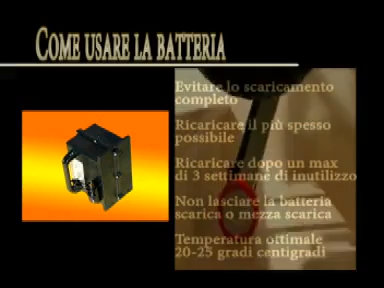 COME USARE LA BATTERIA
Evitare lo scaricamento
completo
Ricaricare il più spesso
possibile
Ricaricare dopo un max
di 3 settimane di inutilizzo
Non lasciare la batteria
scarica o mezza scarica
Temperatura ottimale
20-25 gradi centigradi